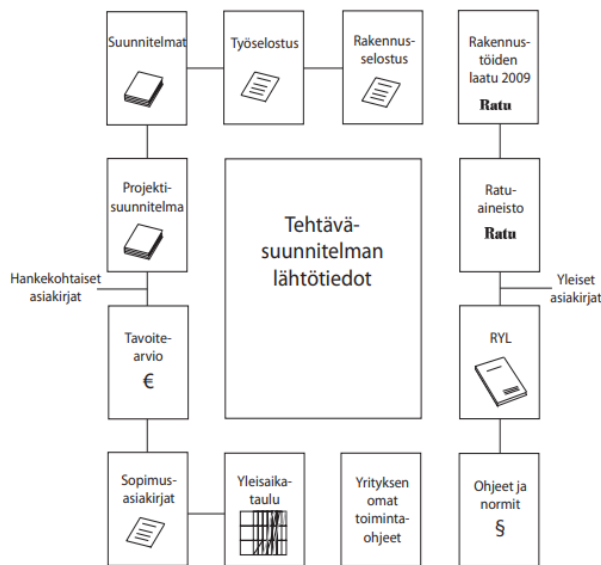 Suunnitelmat
Työselostus
Rakennus-
selostus
Rakennus-
töiden
laatu 2009
Ratu
Projekti-
suunnitelma
Tehtävä-
suunnitelman
lähtötiedot
Ratu-
aineisto
Ratu
Hankekohtaiset
asiakirjat
Yleiset
asiakirjat
Tavoite-
arvio
€
RYL
Sopimus-
asiakirjat
Yleisaika-
taulu
Yrityksen
omat
toiminta-
ohjeet
Ohjeet ja
normit
§